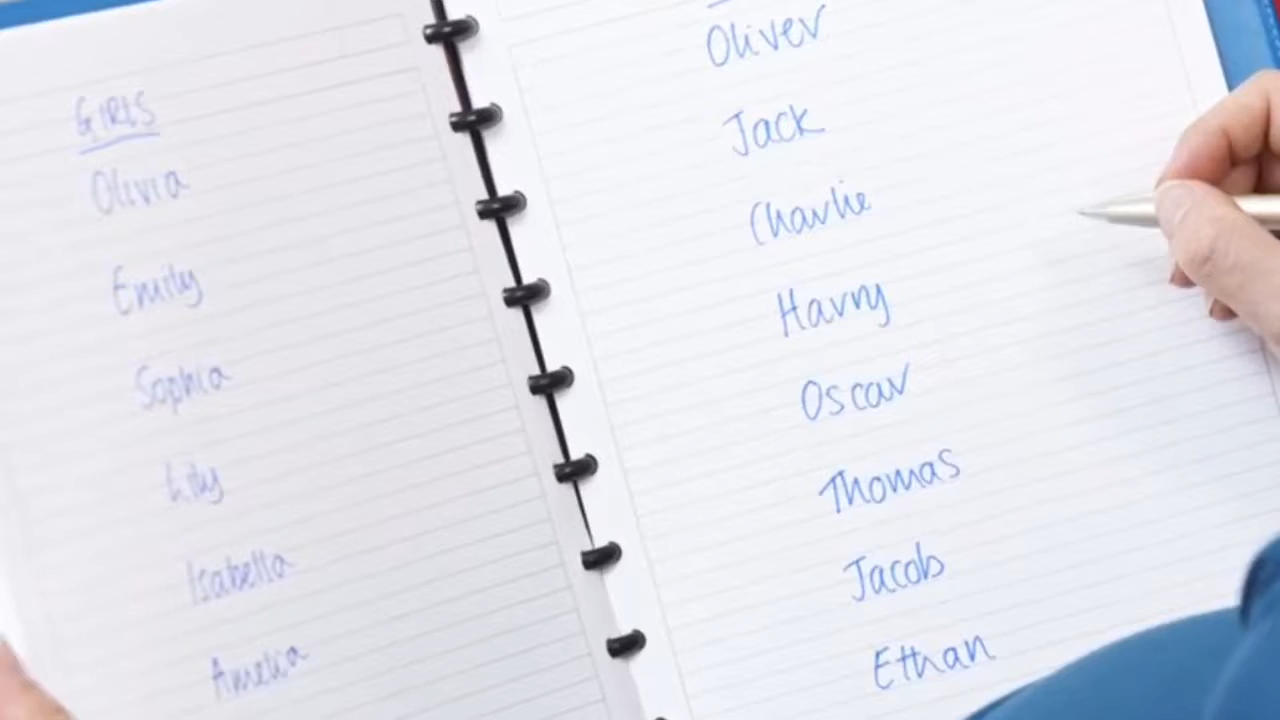 GIRLS
Olivia
Emily
Sophia
Lily
Isabella
Amelia
Oliver
Jack
Charlie
Harry
Oscar
Thomas
Jacob
Ethan